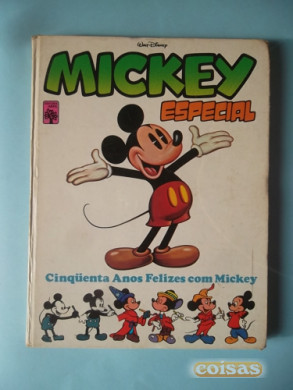 Walt Disney
MICKEY
ESPECIAL
Cinqüenta Anos Felizes com Mickey
coisas